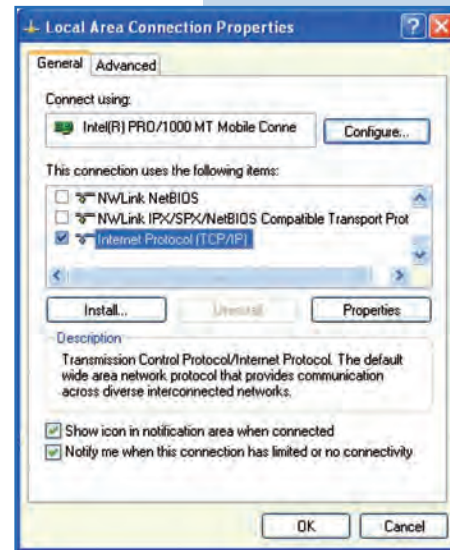 Local Area Connection Properties
General Advanced
Connect using:
Intel(R) PRO/1000 MT Mobile Conne Configure...
This connection uses the following items:
NWLink NetBIOS
NWLink IPX/SPX/NetBIOS Compatible Transport Prot
Internet Protocol (TCP/IP)
Install... Uninstall Properties
Description
Transmission Control Protocol/Internet Protocol. The default
wide area network protocol that provides communication
across diverse interconnected networks.
Show icon in notification area when connected
Notify me when this connection has limited or no connectivity
OK Cancel